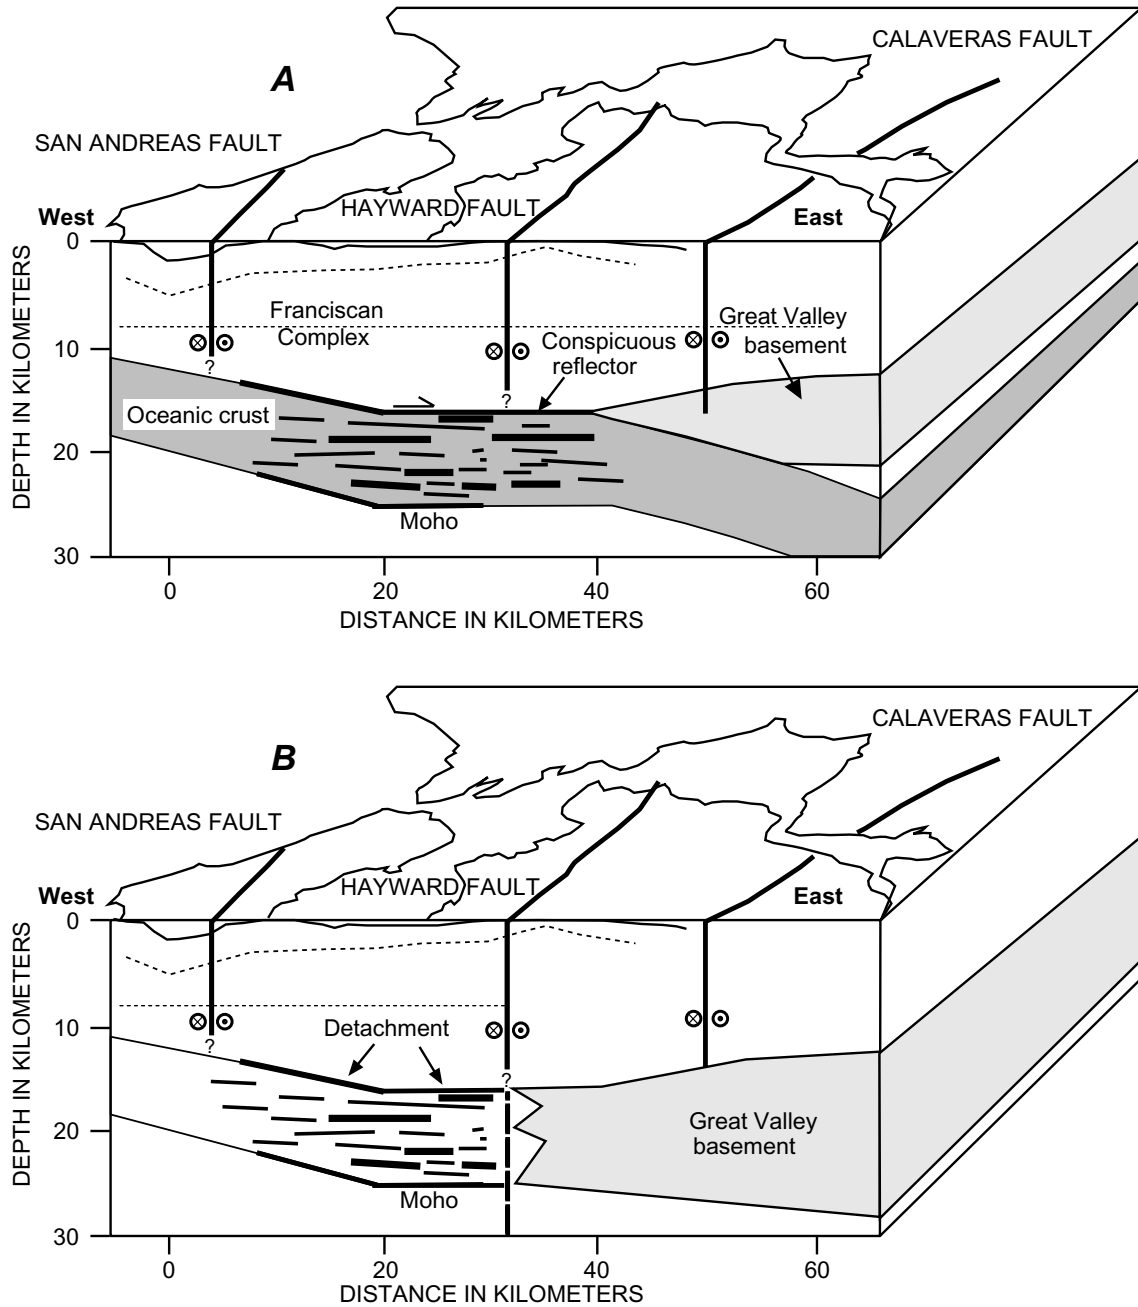 A
CALAVERAS FAULT
SAN ANDREAS FAULT
West
HAYWARD FAULT
East
0
10
20
30
DEPTH IN KILOMETERS
Franciscan
Complex
Great Valley
basement
Conspicuous
reflector
?
?
Oceanic crust
Moho
0
20
40
60
DISTANCE IN KILOMETERS
B
CALAVERAS FAULT
SAN ANDREAS FAULT
West
HAYWARD FAULT
East
0
10
20
30
DEPTH IN KILOMETERS
Detachment
?
?
Great Valley
basement
Moho
0
20
40
60
DISTANCE IN KILOMETERS